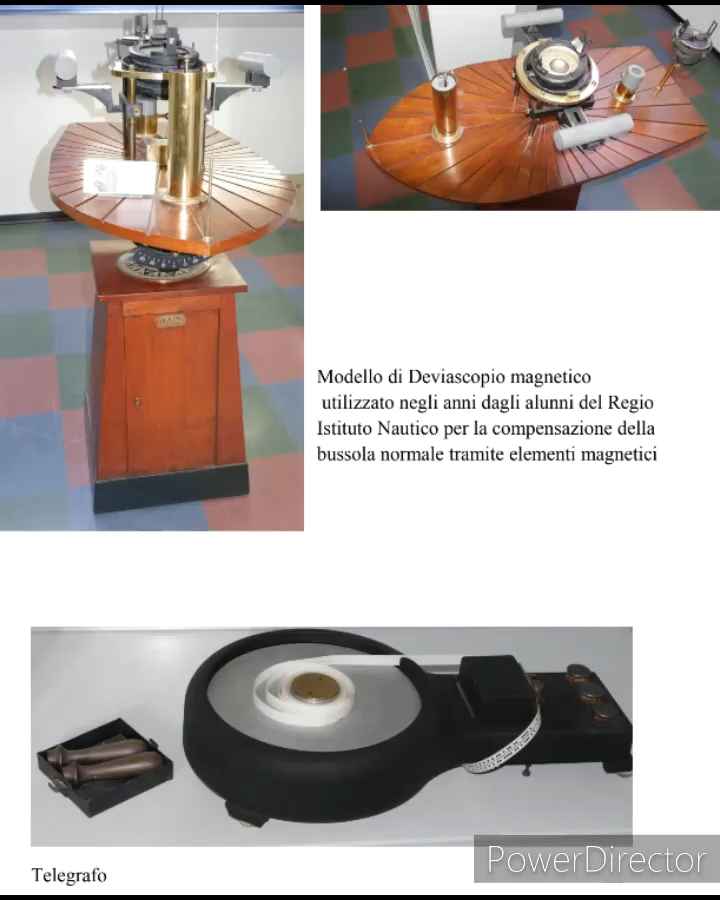 Modello di Deviascopio magnetico
utilizzato negli anni dagli alunni del Regio
Istituto Nautico per la compensazione della
bussola normale tramite elementi magnetici
Telegrafo
PowerDirector